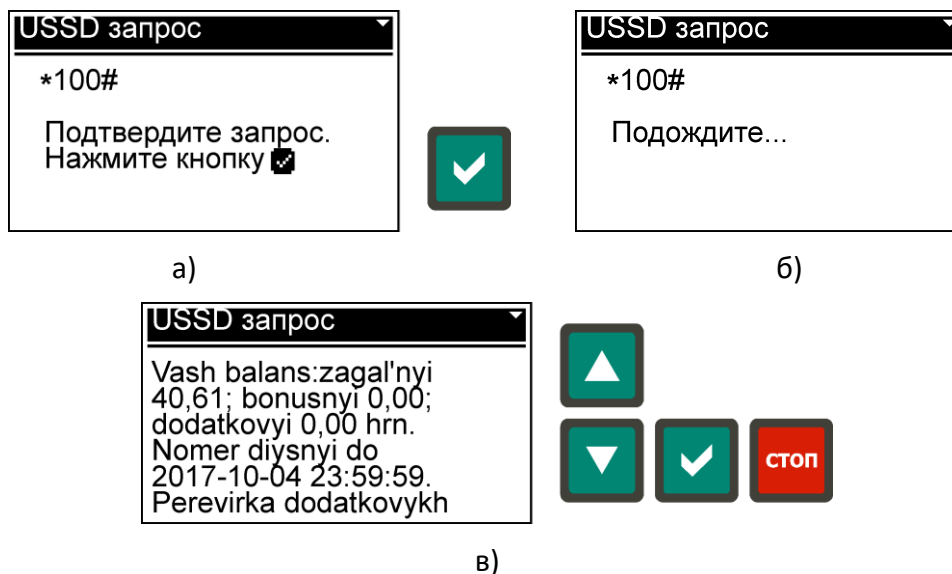 USSD запрос
*100#
Подтвердите запрос.
Нажмите кнопку
а)
USSD запрос
*100#
Подождите...
б)
USSD запрос
Vash balans:zagal'nyi
40,61; bonusnyi 0,00;
dodatkovyi 0,00 hrn.
Nomer diysnyi do
2017-10-04 23:59:59.
Perevirka dodatkovykh
стоп
в)